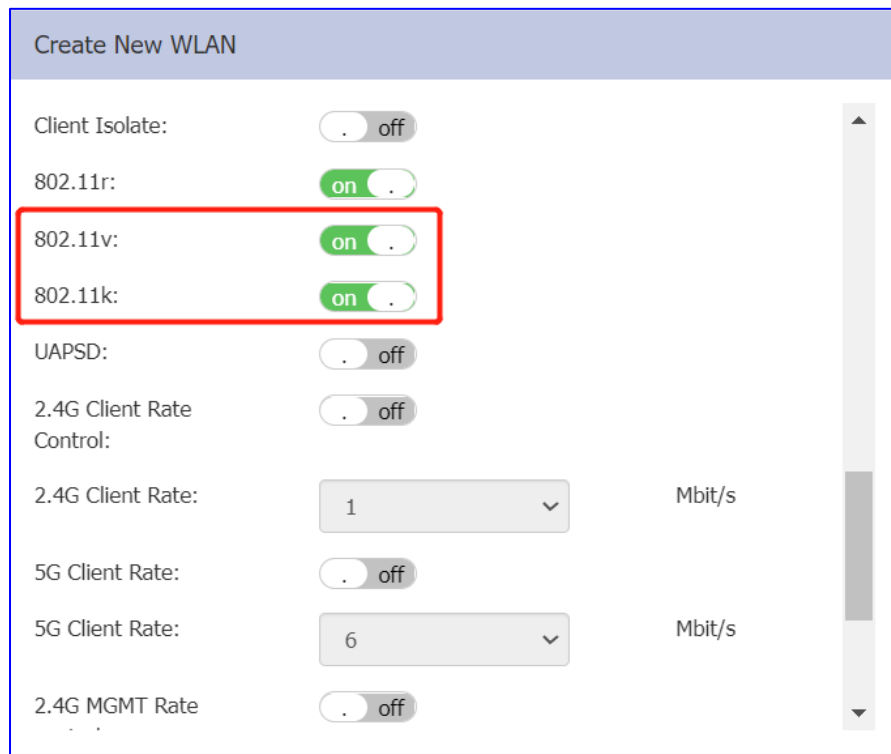 Create New WLAN
Client Isolate: . off
802.11r: on .
802.11v: on .
802.11k: on .
UAPSD: . off
2.4G Client Rate . off
Control:
2.4G Client Rate: 1 Mbit/s
5G Client Rate: . off
5G Client Rate: 6 Mbit/s
2.4G MGMT Rate . off